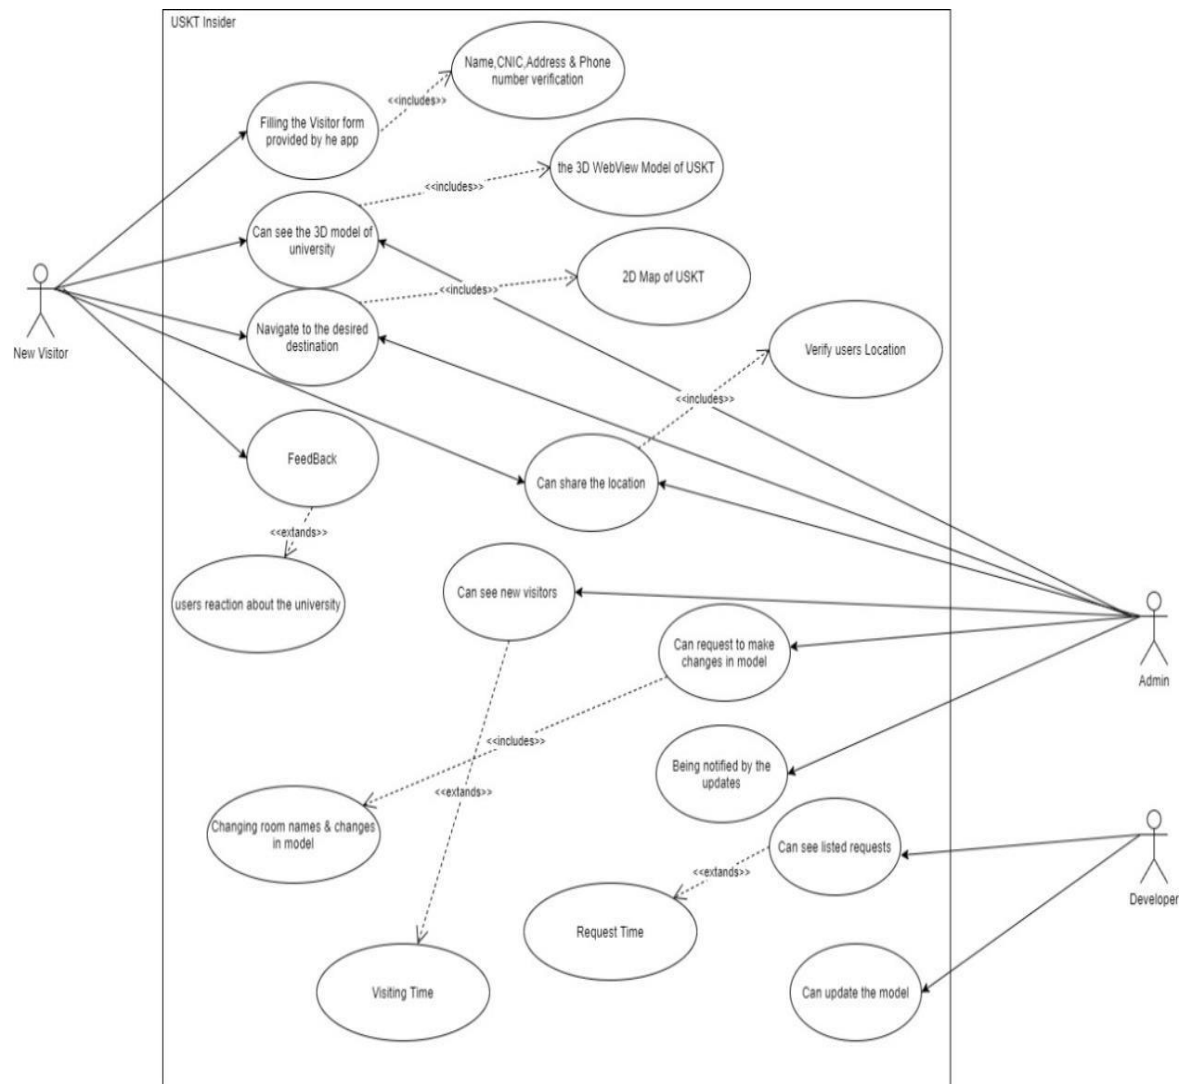 USKT Insider
Name,CNIC,Address & Phone
number verification
<<includes>>
Filling the Visitor form
provided by he app
the 3D WebView Model of USKT
<<includes>>
Can see the 3D model of
university
2D Map of USKT
<<includes>>
Navigate to the desired
destination
New Visitor
Verify users Location
<<includes>>
FeedBack
Can share the location
<<extands>>
users reaction about the university
Can see new visitors
Can request to make
changes in model
Admin
<<includes>>
Being notified by the
updates
<<extands>>
Changing room names & changes
in model
Can see listed requests
<<extands>>
Developer
Request Time
Visiting Time
Can update the model